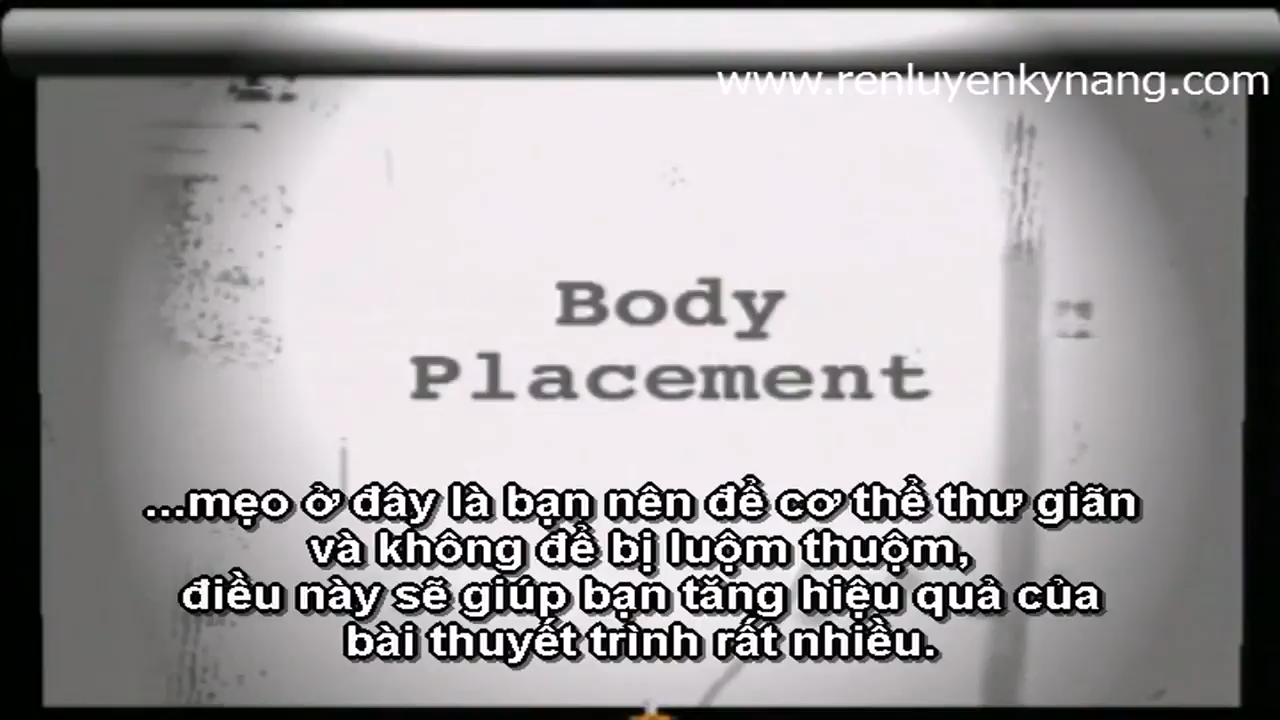 www.renluyenkynang.com
Body
Placement
...mẹo ở đây là bạn nên để cơ thể thư giãn
và không để bị luộm thuộm,
điều này sẽ giúp bạn tăng hiệu quả của
bài thuyết trình rất nhiều.